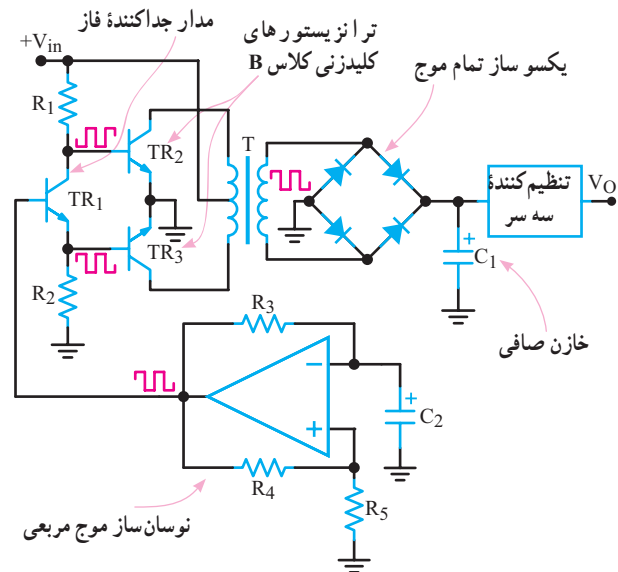 مدار جداکنندهٔ فاز
ترانزیستورهای
کلیدزنی کلاس B
یکسو ساز تمام موج
+Vin
R1
TR2
T
TR1
TR3
R2
تنظیم‌کنندهٔ
سه سر
VO
+
C1
خازن صافی
R3
−
+
+
C2
R4
R5
نوسان‌ساز موج مربعی